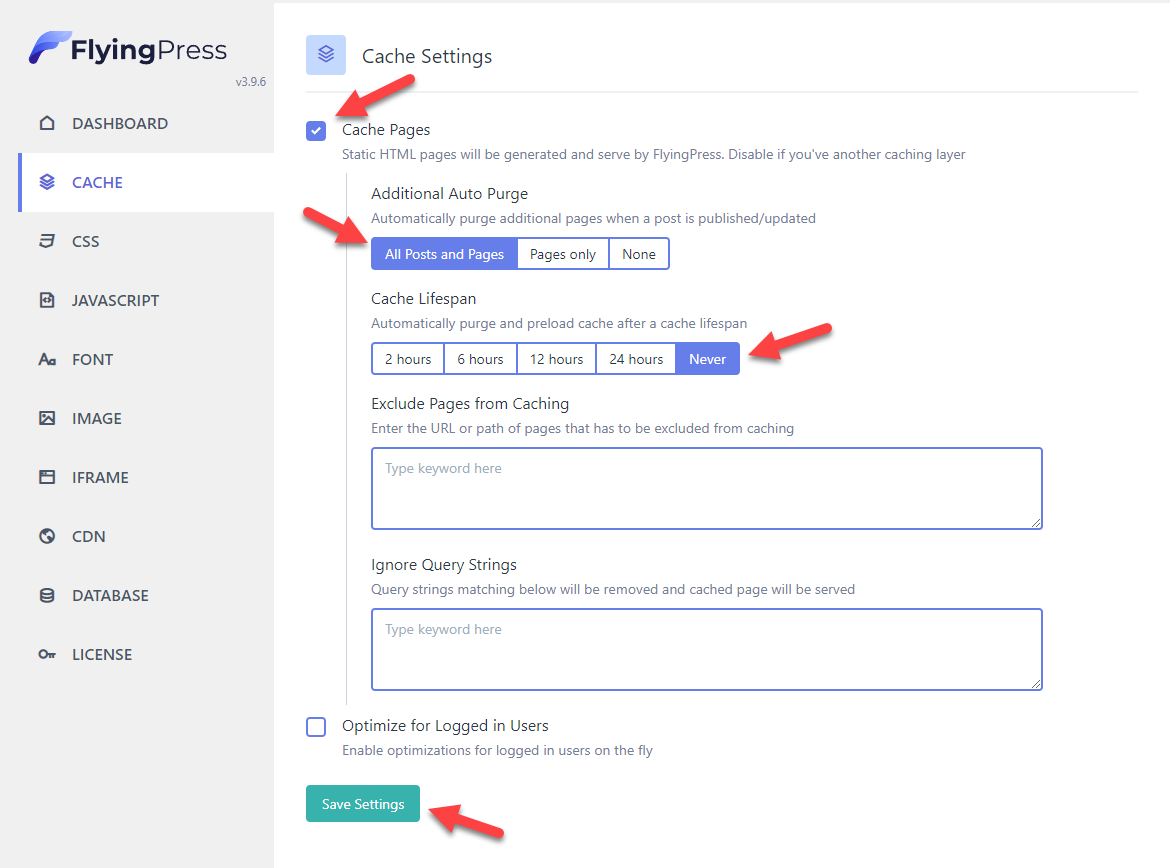 FlyingPress
v3.9.6
DASHBOARD
CACHE
CSS
JAVASCRIPT
FONT
IMAGE
IFRAME
CDN
DATABASE
LICENSE
Cache Settings
Cache Pages
Static HTML pages will be generated and serve by FlyingPress. Disable if you've another caching layer
Additional Auto Purge
Automatically purge additional pages when a post is published/updated
All Posts and Pages Pages only None
Cache Lifespan
Automatically purge and preload cache after a cache lifespan
2 hours 6 hours 12 hours 24 hours Never
Exclude Pages from Caching
Enter the URL or path of pages that has to be excluded from caching
Type keyword here
Ignore Query Strings
Query strings matching below will be removed and cached page will be served
Type keyword here
Optimize for Logged in Users
Enable optimizations for logged in users on the fly
Save Settings